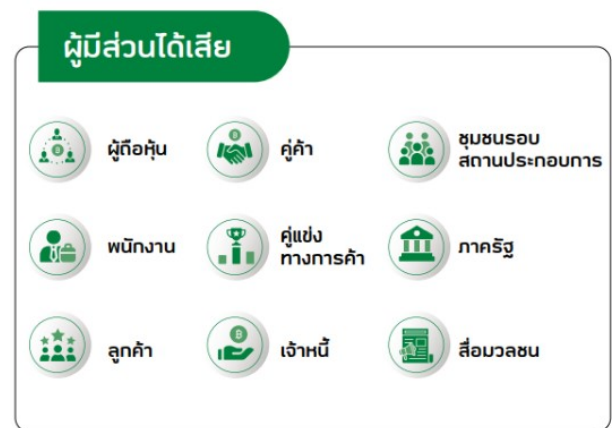 ผู้มีส่วนได้เสีย
ผู้ถือหุ้น
คู่ค้า
ชุมชนรอบ
สถานประกอบการ
พนักงาน
คู่แข่ง
ทางการค้า
ภาครัฐ
ลูกค้า
เจ้าหนี้
สื่อมวลชน